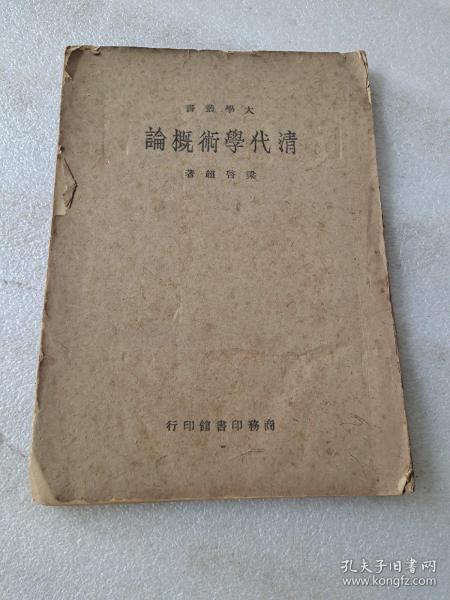 大學叢書
清代學術概論
梁啓超著
商務印書館印行
孔夫子旧书网
www.kongfz.com